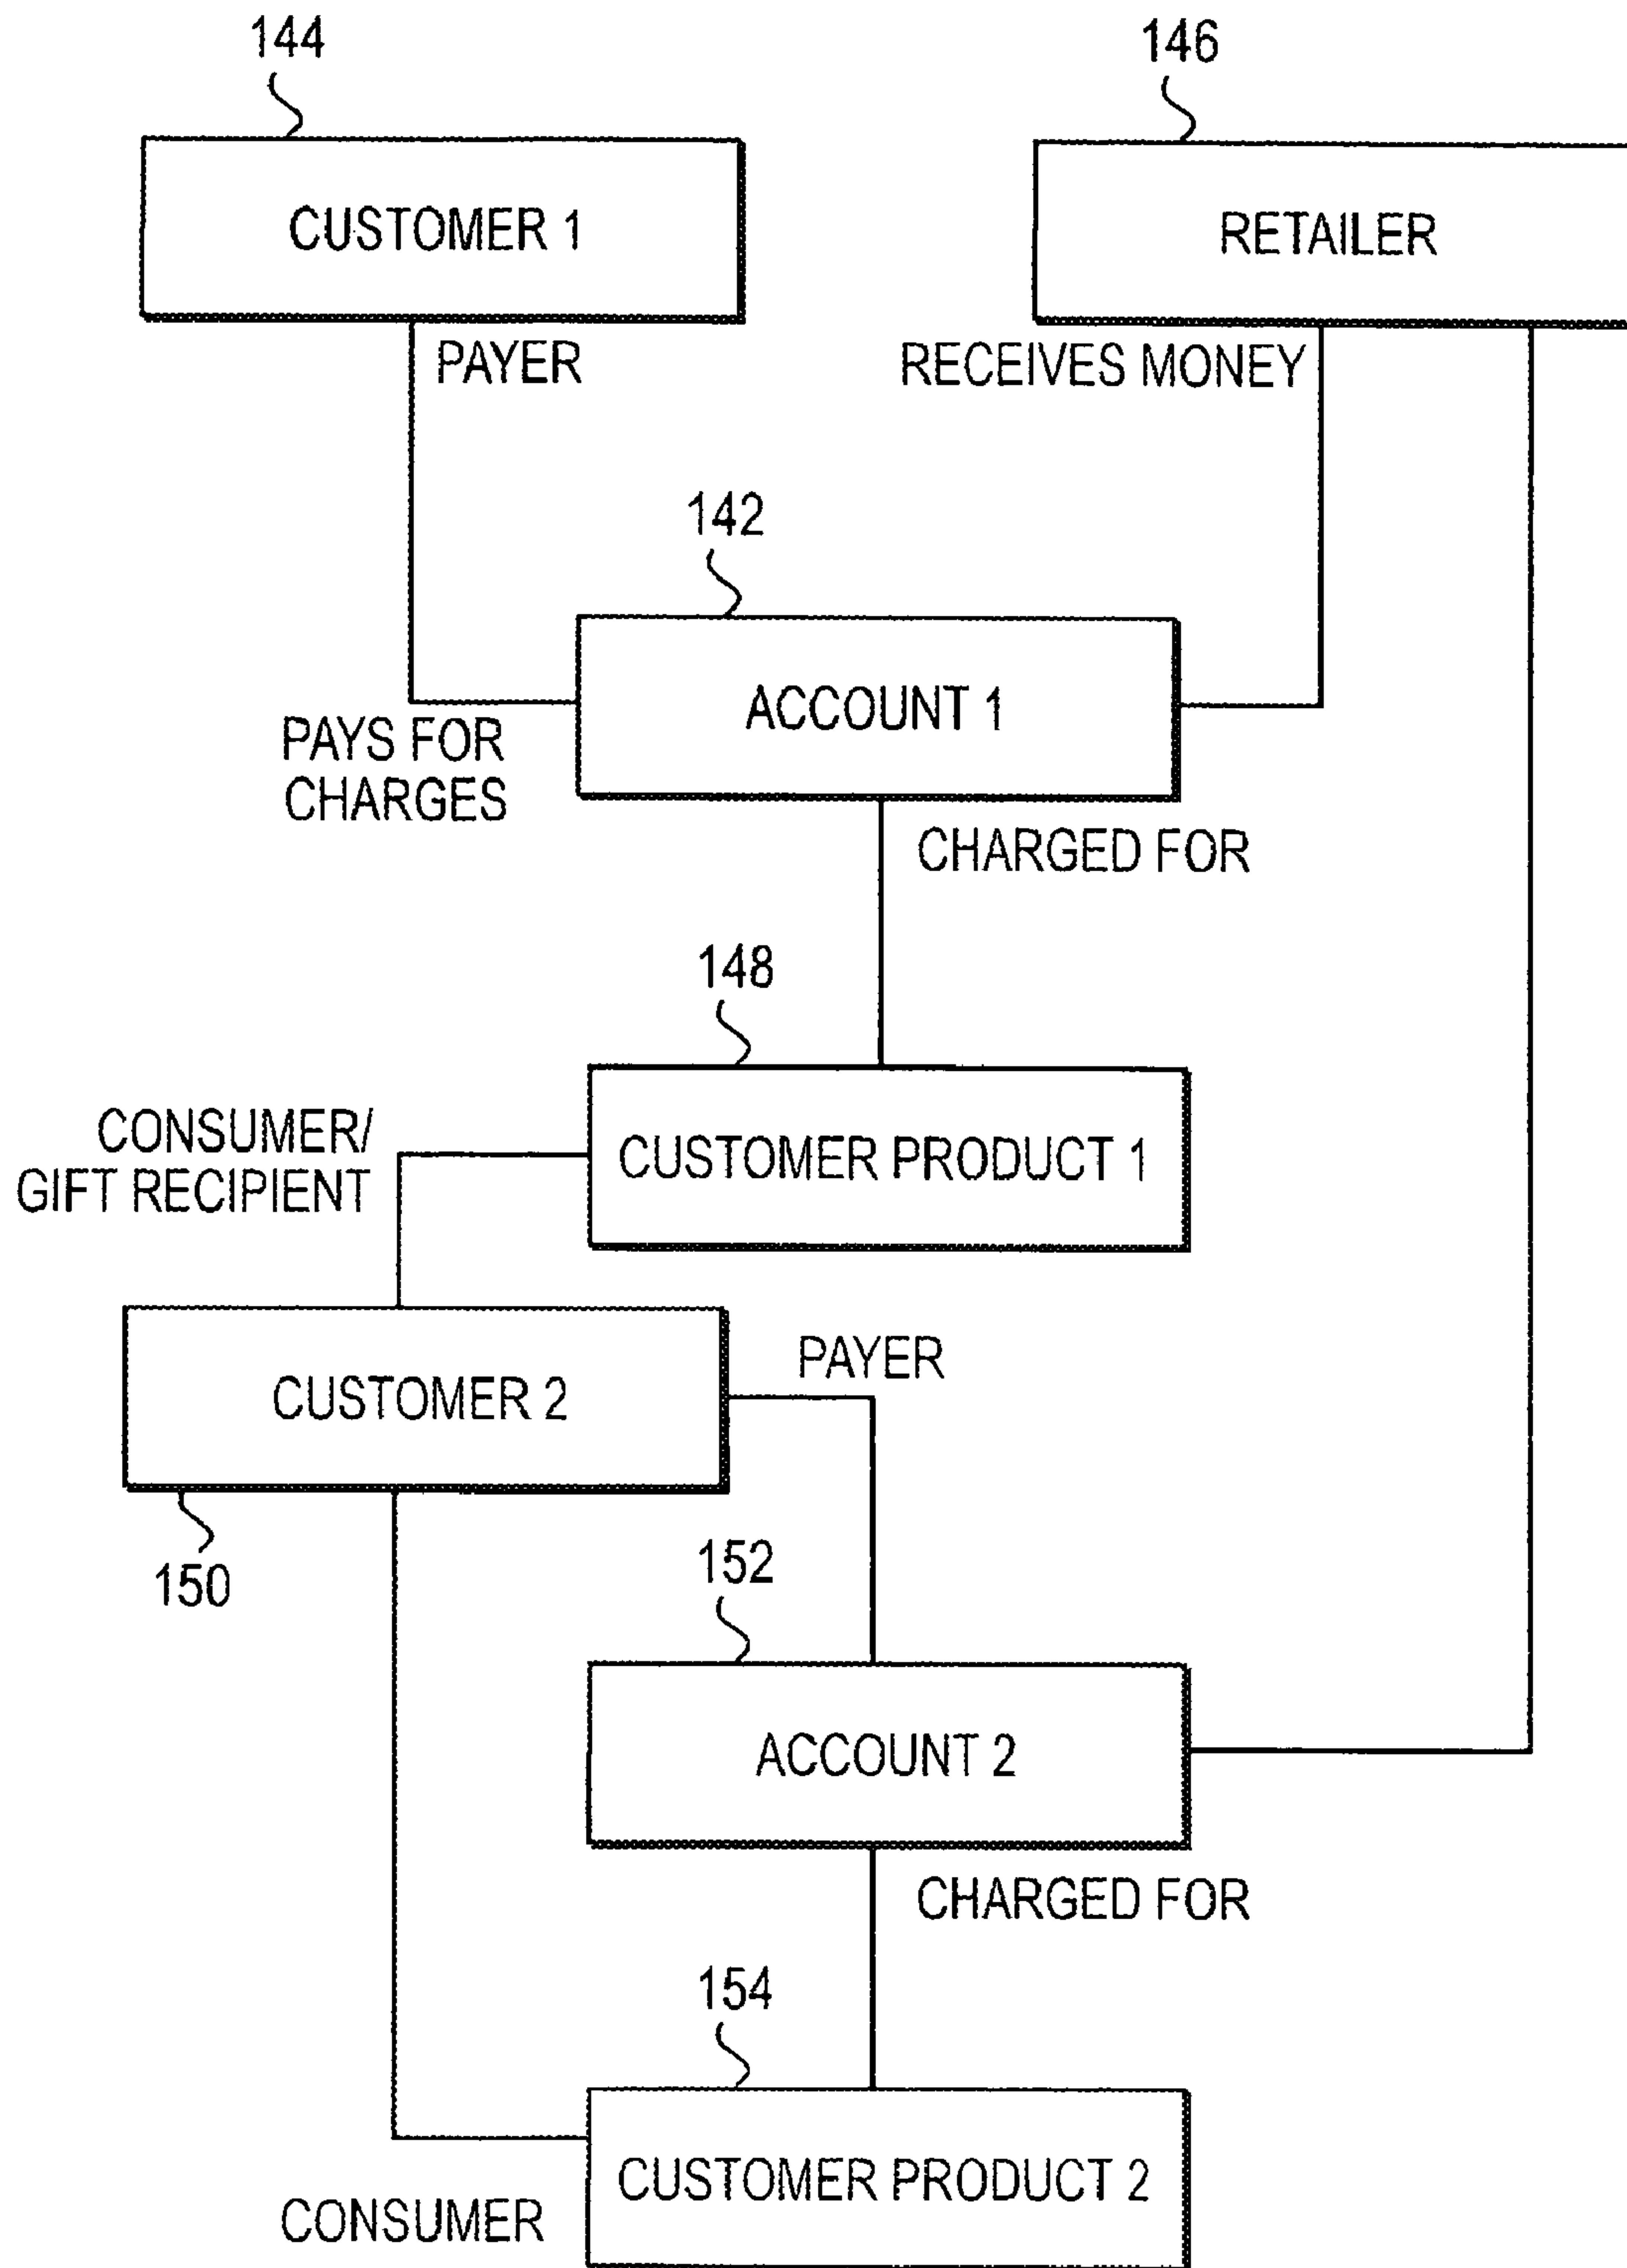 144
146
CUSTOMER 1
RETAILER
PAYER
RECEIVES MONEY
142
ACCOUNT 1
PAYS FOR
CHARGES
CHARGED FOR
148
CONSUMER/
GIFT RECIPIENT
CUSTOMER PRODUCT 1
PAYER
CUSTOMER 2
150
152
ACCOUNT 2
CHARGED FOR
154
CUSTOMER PRODUCT 2
CONSUMER